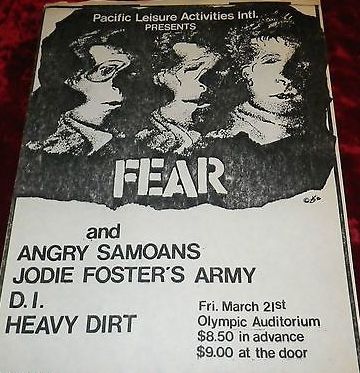 Pacific Leisure Activities Intl.
PRESENTS
FEAR
and
ANGRY SAMOANS
JODIE FOSTER'S ARMY
D.I.
HEAVY DIRT
Fri. March 21st
Olympic Auditorium
$8.50 in advance
$9.00 at the door